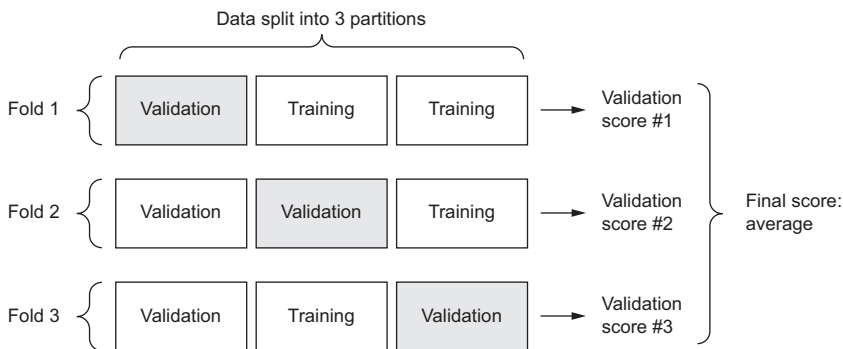 Data split into 3 partitions
Fold 1
Validation
Training
Training
Validation
score #1
Fold 2
Validation
Validation
Training
Validation
score #2
Final score:
average
Fold 3
Validation
Training
Validation
Validation
score #3